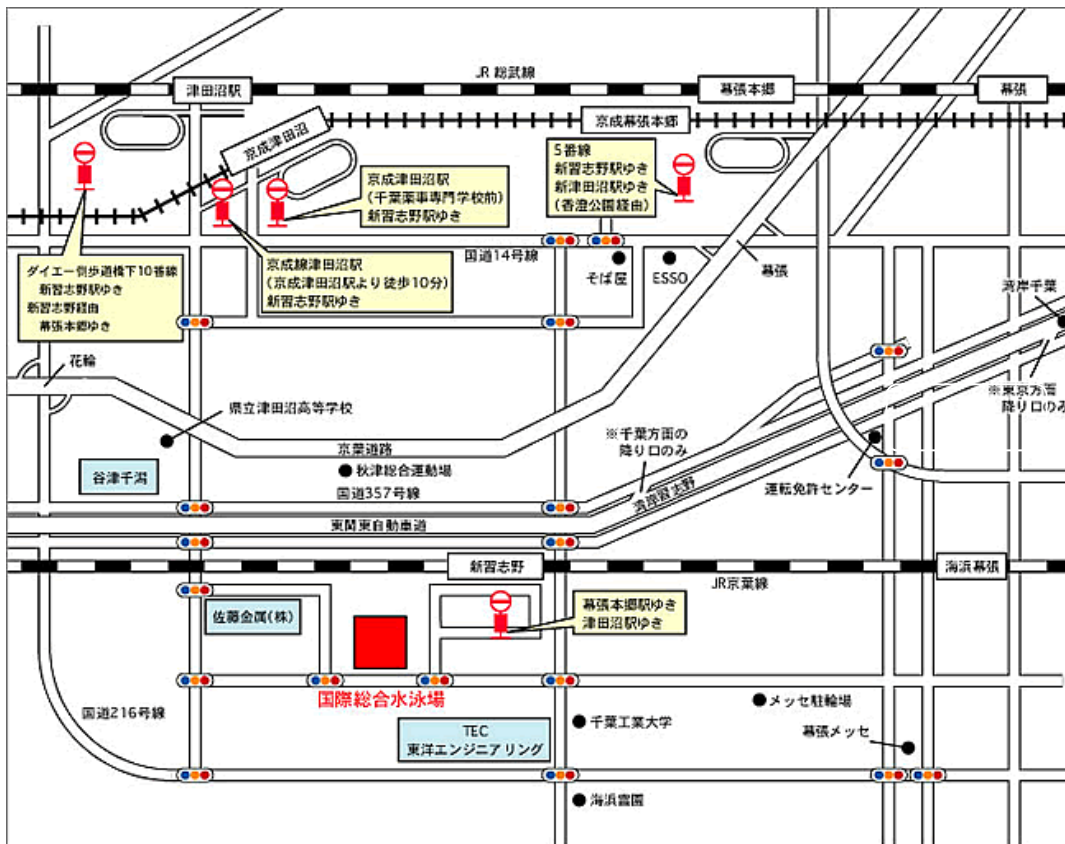 JR 総武線
津田沼駅
幕張本郷
幕張
京成幕張本郷
京成津田沼
5番線
新習志野駅ゆき
新津田沼駅ゆき
(香澄公園経由)
京成津田沼駅
(千葉薬事専門学校前)
新習志野駅ゆき
国道14号線
京成線津田沼駅
(京成津田沼駅より徒歩10分)
新習志野駅ゆき
ダイエー側歩道橋下10番線
新習志野駅ゆき
新習志野経由
幕張本郷ゆき
そば屋
ESSO
幕張
湾岸千葉
花輪
※東京方面
降り口のみ
県立津田沼高等学校
※千葉方面の
降り口のみ
京葉道路
秋津総合運動場
谷津干潟
国道357号線
湾岸習志野
運転免許センター
東関東自動車道
新習志野
海浜幕張
JR京葉線
佐藤金属(株)
幕張本郷駅ゆき
津田沼駅ゆき
国際総合水泳場
国道216号線
メッセ駐輪場
TEC
東洋エンジニアリング
千葉工業大学
幕張メッセ
海浜霊園